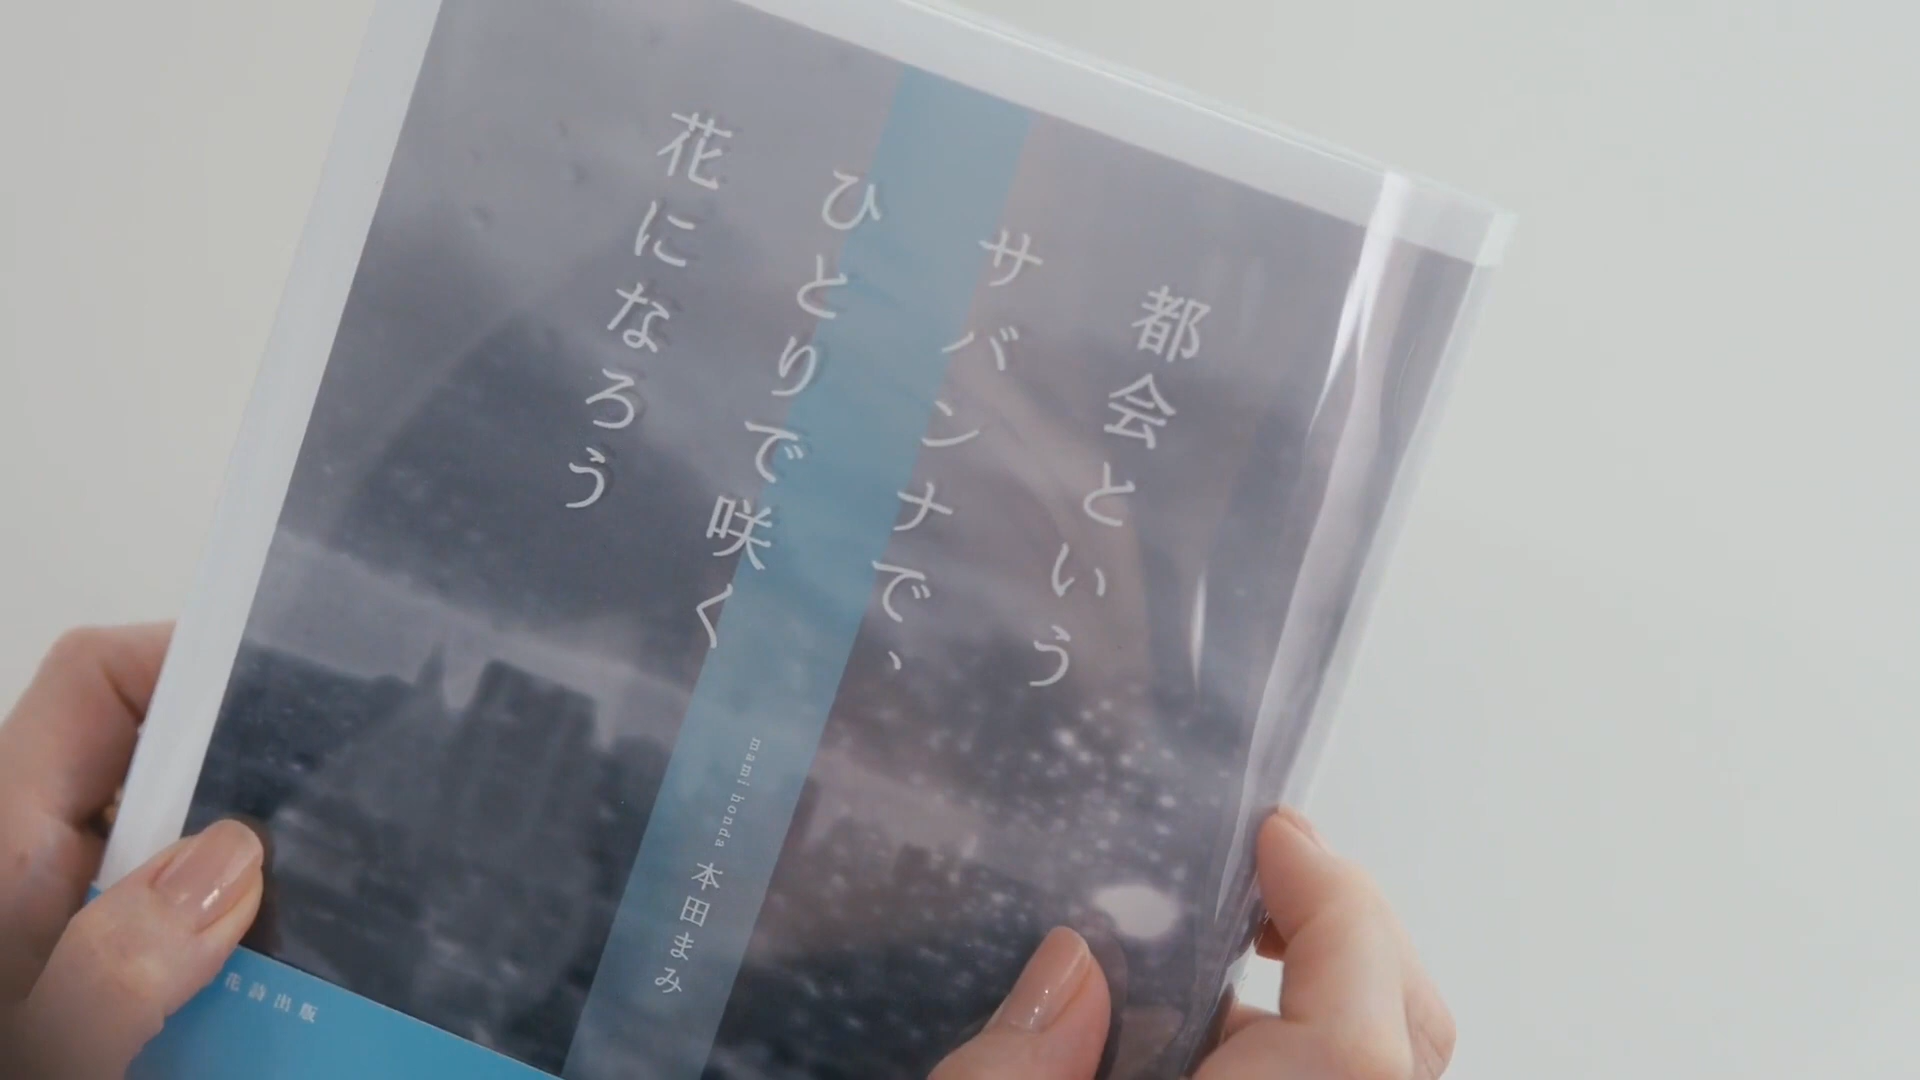 都会という
サバンナで、
ひとりで咲く
花になろう
mami honda 本田まみ
花詩出版